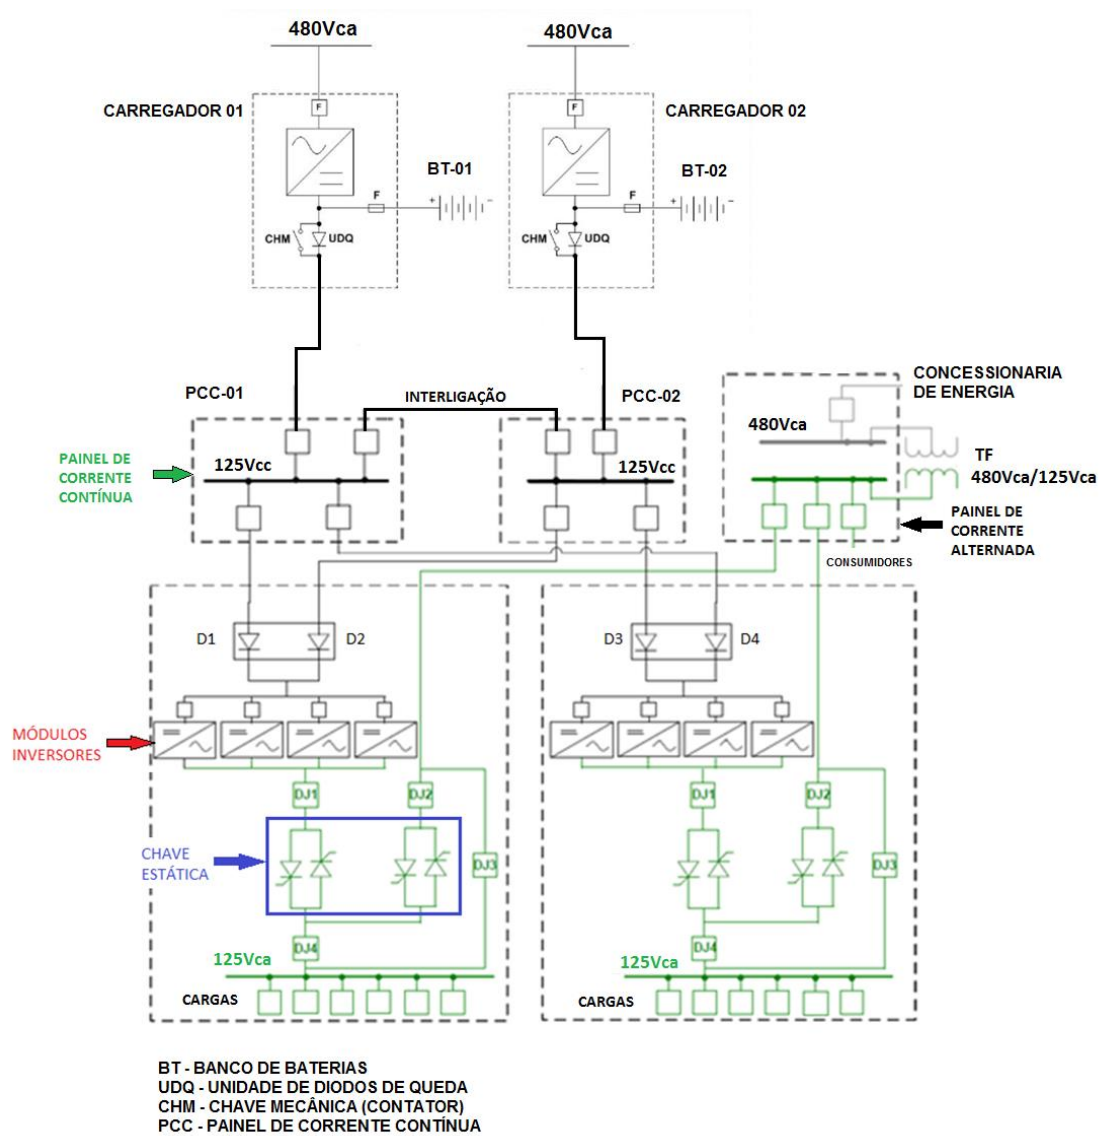 480Vca
480Vca
CARREGADOR 01
F
F
CARREGADOR 02
BT-01
BT-02
F
F
+
-
+
-
CHM
UDQ
CHM
UDQ
PCC-01
INTERLIGAÇÃO
PCC-02
CONCESSIONARIA
DE ENERGIA
480Vca
TF
480Vca/125Vca
PAINEL DE
CORRENTE
CONTÍNUA
125Vcc
125Vcc
PAINEL DE
CORRENTE
ALTERNADA
CONSUMIDORES
D1
D2
D3
D4
MÓDULOS
INVERSORES
DJ1
DJ2
DJ1
DJ2
CHAVE
ESTÁTICA
DJ3
DJ3
DJ4
DJ4
125Vca
125Vca
CARGAS
CARGAS
BT - BANCO DE BATERIAS
UDQ - UNIDADE DE DIODOS DE QUEDA
CHM - CHAVE MECÂNICA (CONTATOR)
PCC - PAINEL DE CORRENTE CONTÍNUA